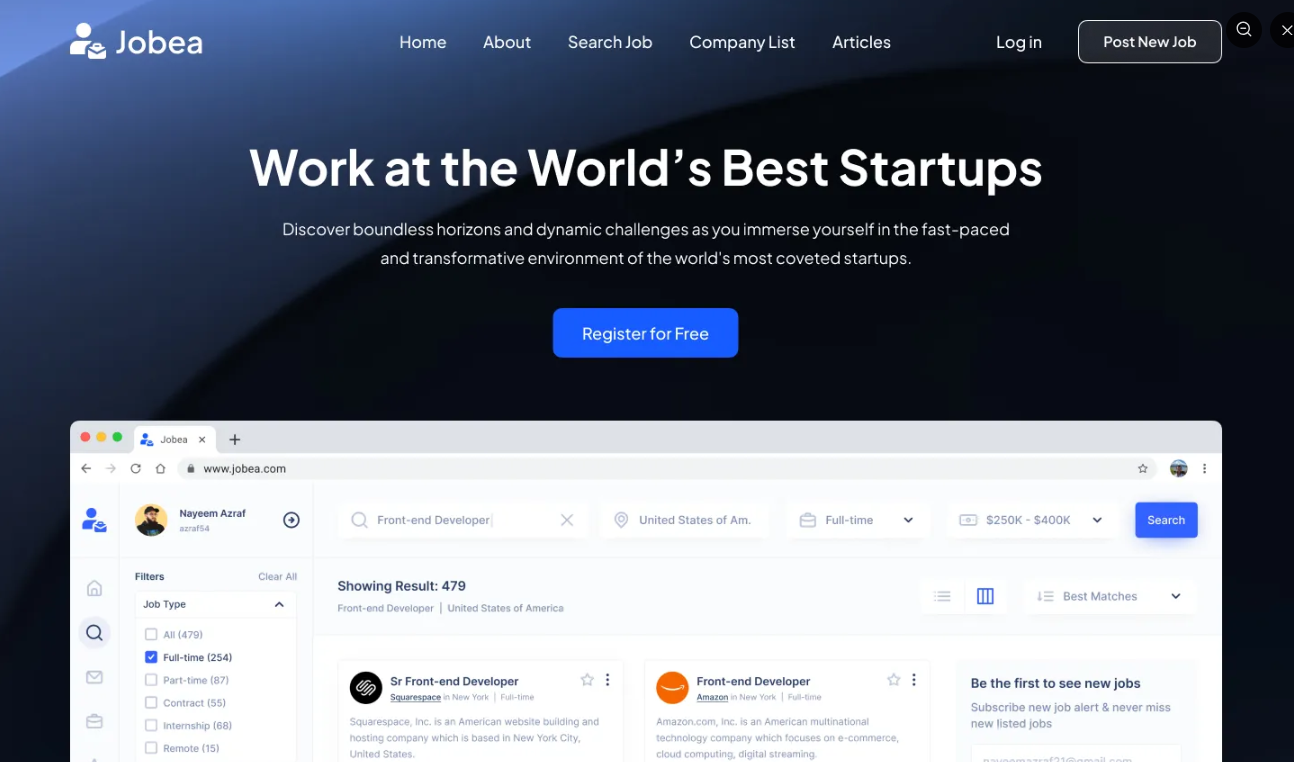 Jobea
Home About Search Job Company List Articles Log in Post New Job
Work at the World’s Best Startups
Discover boundless horizons and dynamic challenges as you immerse yourself in the fast-paced
and transformative environment of the world's most coveted startups.
Register for Free
Jobea
www.jobea.com
Nayeem Azraf
azraf54
Front-end Developer
United States of Am.
Full-time
$250K - $400K
Search
Filters Clear All
Job Type
All (479)
Full-time (254)
Part-time (87)
Contract (55)
Internship (68)
Remote (15)
Showing Result: 479
Front-end Developer | United States of America
Best Matches
Sr Front-end Developer
Squarespace in New York | Full-time
Squarespace, Inc. is an American website building and
hosting company which is based in New York City,
United States.
Front-end Developer
Amazon in New York | Full-time
Amazon.com, Inc. is an American multinational
technology company which focuses on e-commerce,
cloud computing, digital streaming.
Be the first to see new jobs
Subscribe new job alert & never miss
new listed jobs
nayeemazraf21@gmail.com